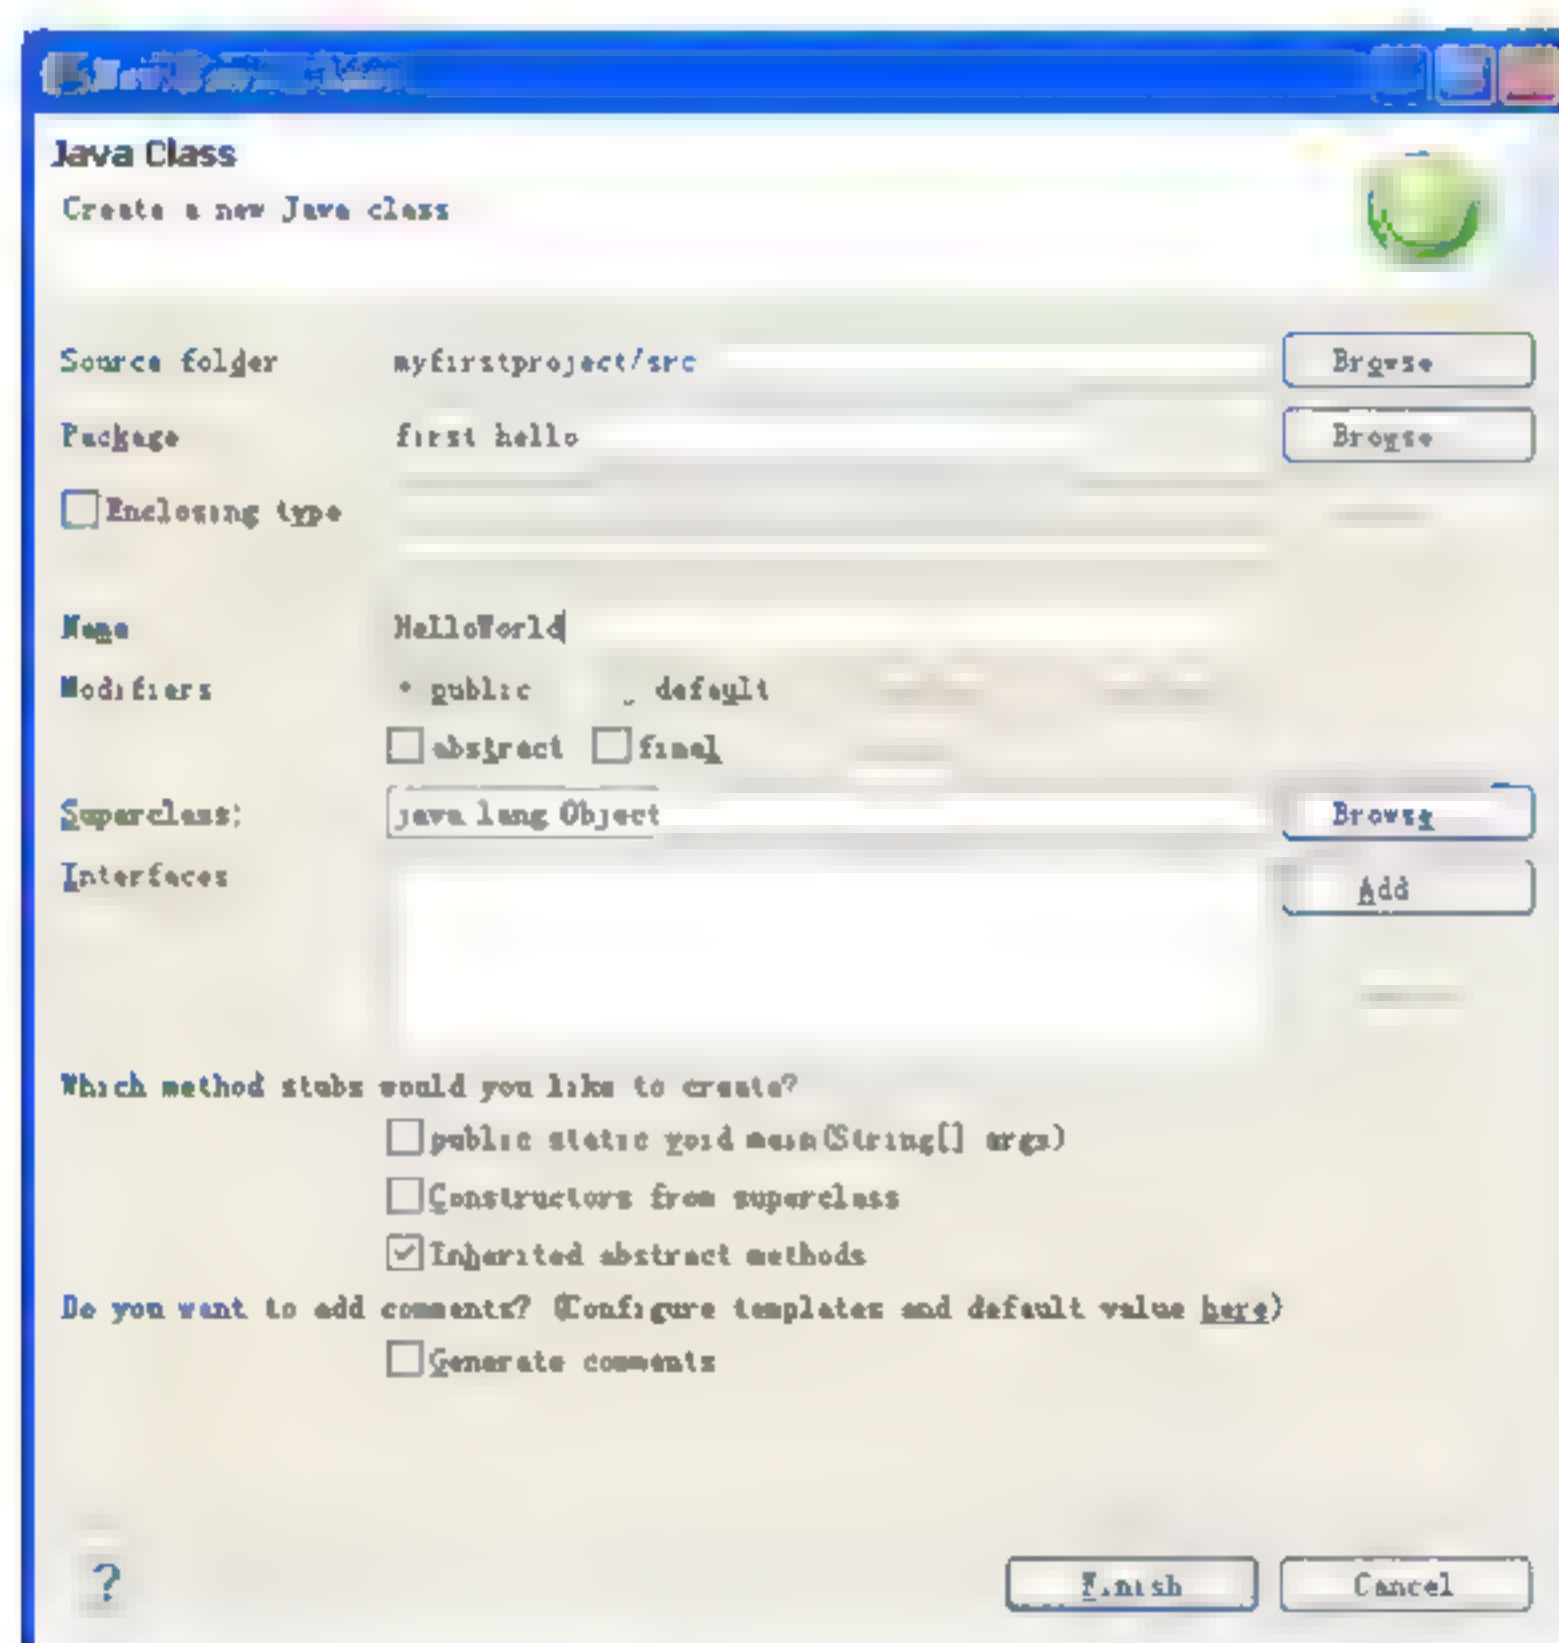 Java Class
Create a new Java class
Source folder myfirstproject/src Browse
Package first hello Browse
Enclosing type
Name HelloWorld
Modifiers public default
abstract final
Superclass: java lang Object Browse
Interfaces Add
Which method stubs would you like to create?
public static void main(String[] args)
Constructors from superclass
Inherited abstract methods
Do you want to add comments? (Configure templates and default value here)
Generate comments
? Finish Cancel